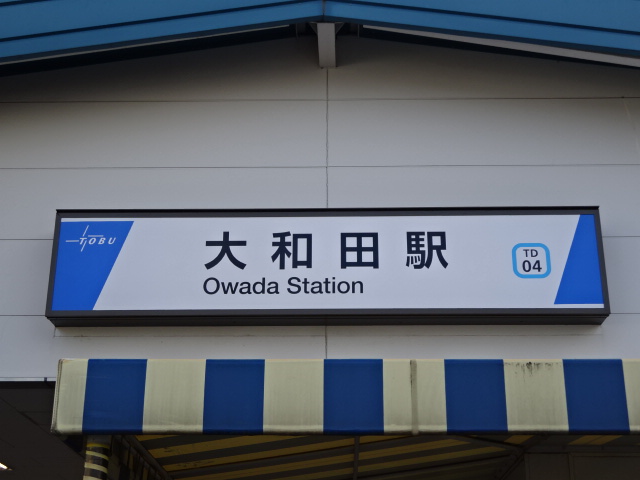 TOBU
大和田駅
Owada Station
TD
04